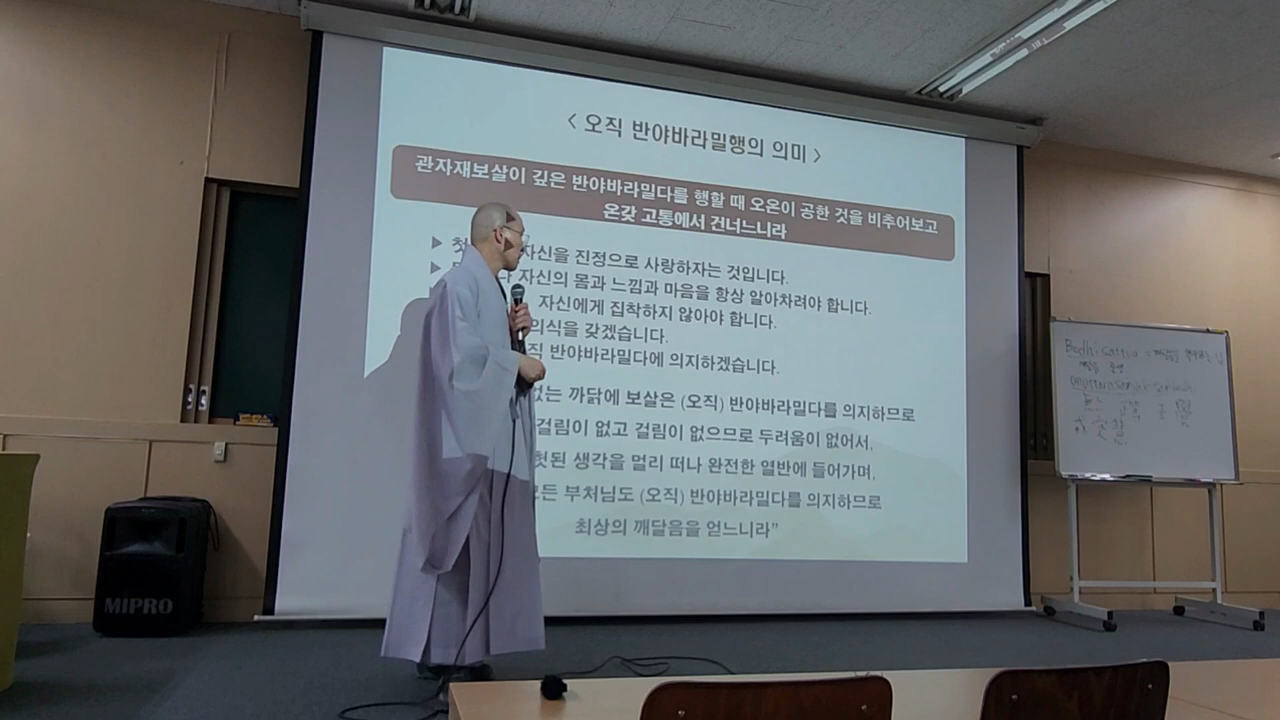 < 오직 반야바라밀행의 의미 >
관자재보살이 깊은 반야바라밀다를 행할 때 오온이 공한 것을 비추어보고
온갖 고통에서 건너느니라
▶ 첫 자신을 진정으로 사랑하자는 것입니다.
▶ 자신의 몸과 느낌과 마음을 항상 알아차려야 합니다.
자신에게 집착하지 않아야 합니다.
의식을 갖겠습니다.
반야바라밀다에 의지하겠습니다.
없는 까닭에 보살은 (오직) 반야바라밀다를 의지하므로
걸림이 없고 걸림이 없으므로 두려움이 없어서,
헛된 생각을 멀리 떠나 완전한 열반에 들어가며,
부처님도 (오직) 반야바라밀다를 의지하므로
최상의 깨달음을 얻느니라”
Bodhisattva
MIPRO